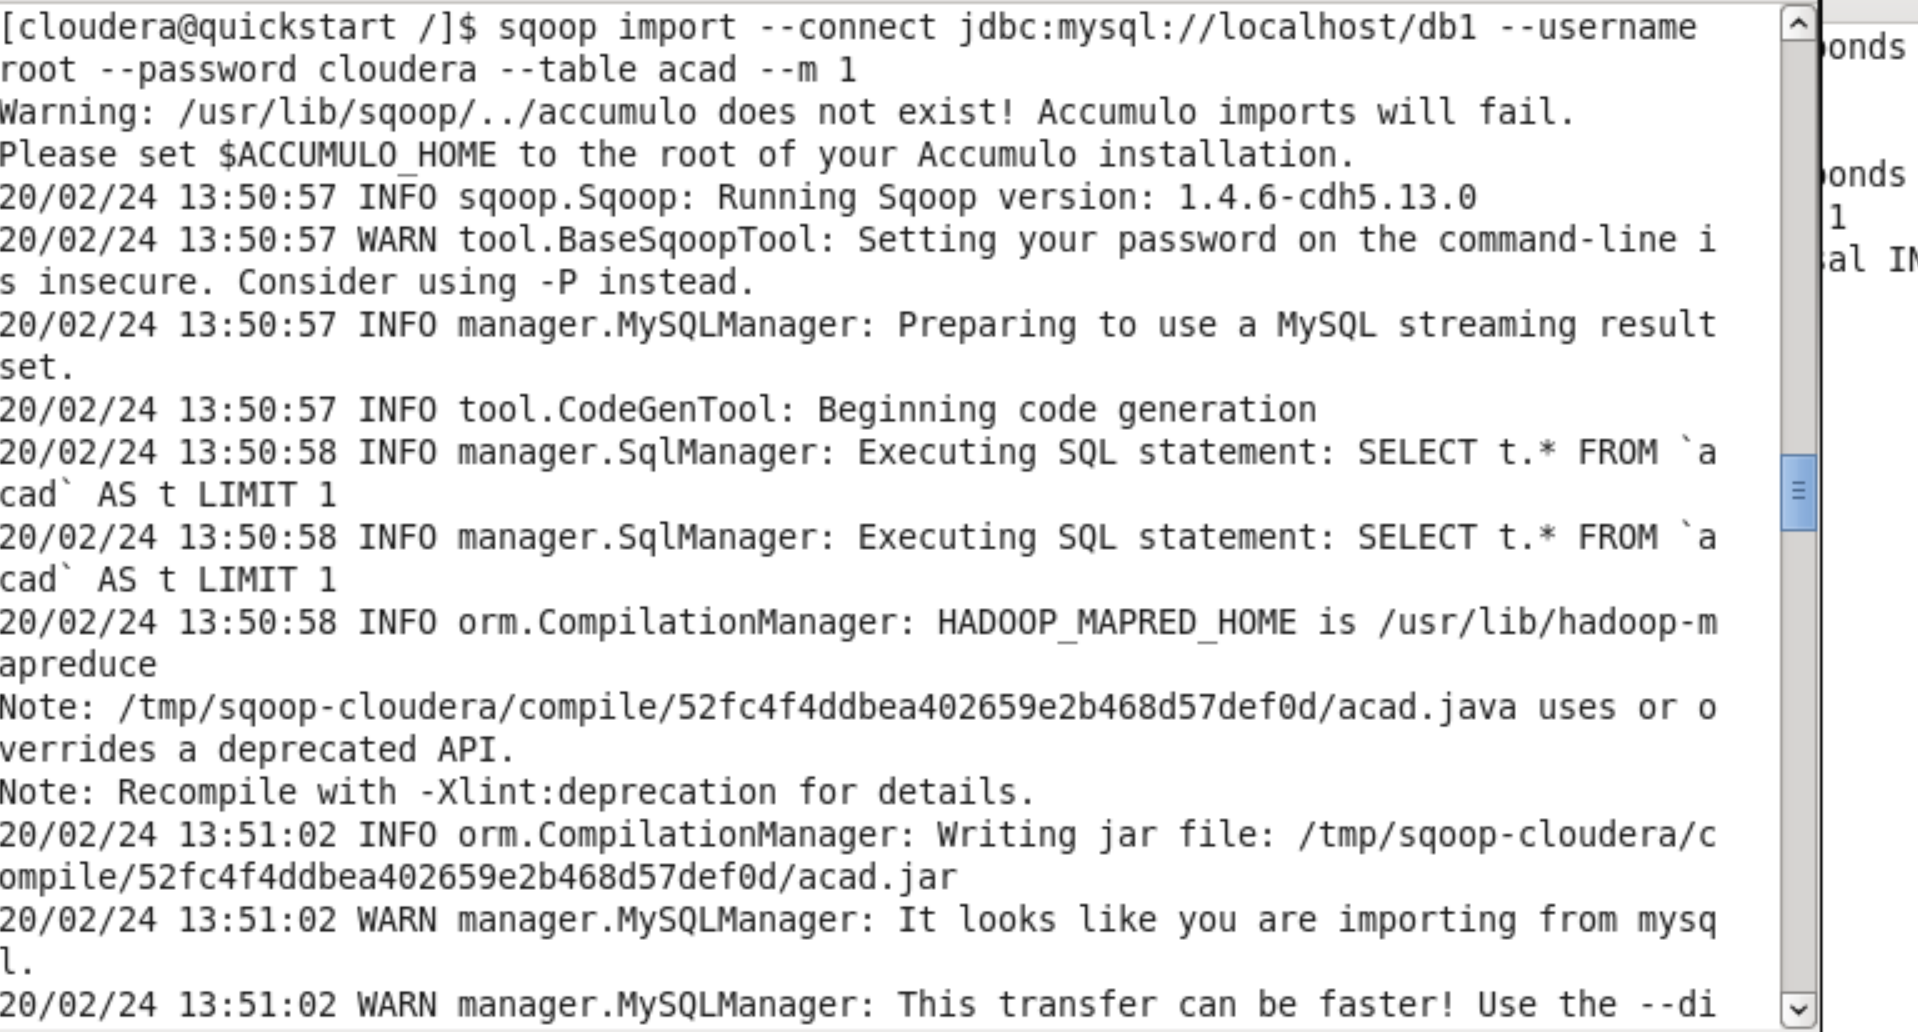 [cloudera@quickstart /]$ sqoop import --connect jdbc:mysql://localhost/db1 --username
root --password cloudera --table acad --m 1
Warning: /usr/lib/sqoop/../accumulo does not exist! Accumulo imports will fail.
Please set $ACCUMULO_HOME to the root of your Accumulo installation.
20/02/24 13:50:57 INFO sqoop.Sqoop: Running Sqoop version: 1.4.6-cdh5.13.0
20/02/24 13:50:57 WARN tool.BaseSqoopTool: Setting your password on the command-line i
s insecure. Consider using -P instead.
20/02/24 13:50:57 INFO manager.MySQLManager: Preparing to use a MySQL streaming result
set.
20/02/24 13:50:57 INFO tool.CodeGenTool: Beginning code generation
20/02/24 13:50:58 INFO manager.SqlManager: Executing SQL statement: SELECT t.* FROM `a
cad` AS t LIMIT 1
20/02/24 13:50:58 INFO manager.SqlManager: Executing SQL statement: SELECT t.* FROM `a
cad` AS t LIMIT 1
20/02/24 13:50:58 INFO orm.CompilationManager: HADOOP_MAPRED_HOME is /usr/lib/hadoop-m
apreduce
Note: /tmp/sqoop-cloudera/compile/52fc4f4ddbea402659e2b468d57def0d/acad.java uses or o
verrides a deprecated API.
Note: Recompile with -Xlint:deprecation for details.
20/02/24 13:51:02 INFO orm.CompilationManager: Writing jar file: /tmp/sqoop-cloudera/c
ompile/52fc4f4ddbea402659e2b468d57def0d/acad.jar
20/02/24 13:51:02 WARN manager.MySQLManager: It looks like you are importing from mysq
l.
20/02/24 13:51:02 WARN manager.MySQLManager: This transfer can be faster! Use the --di
onds
onds
1
al IN